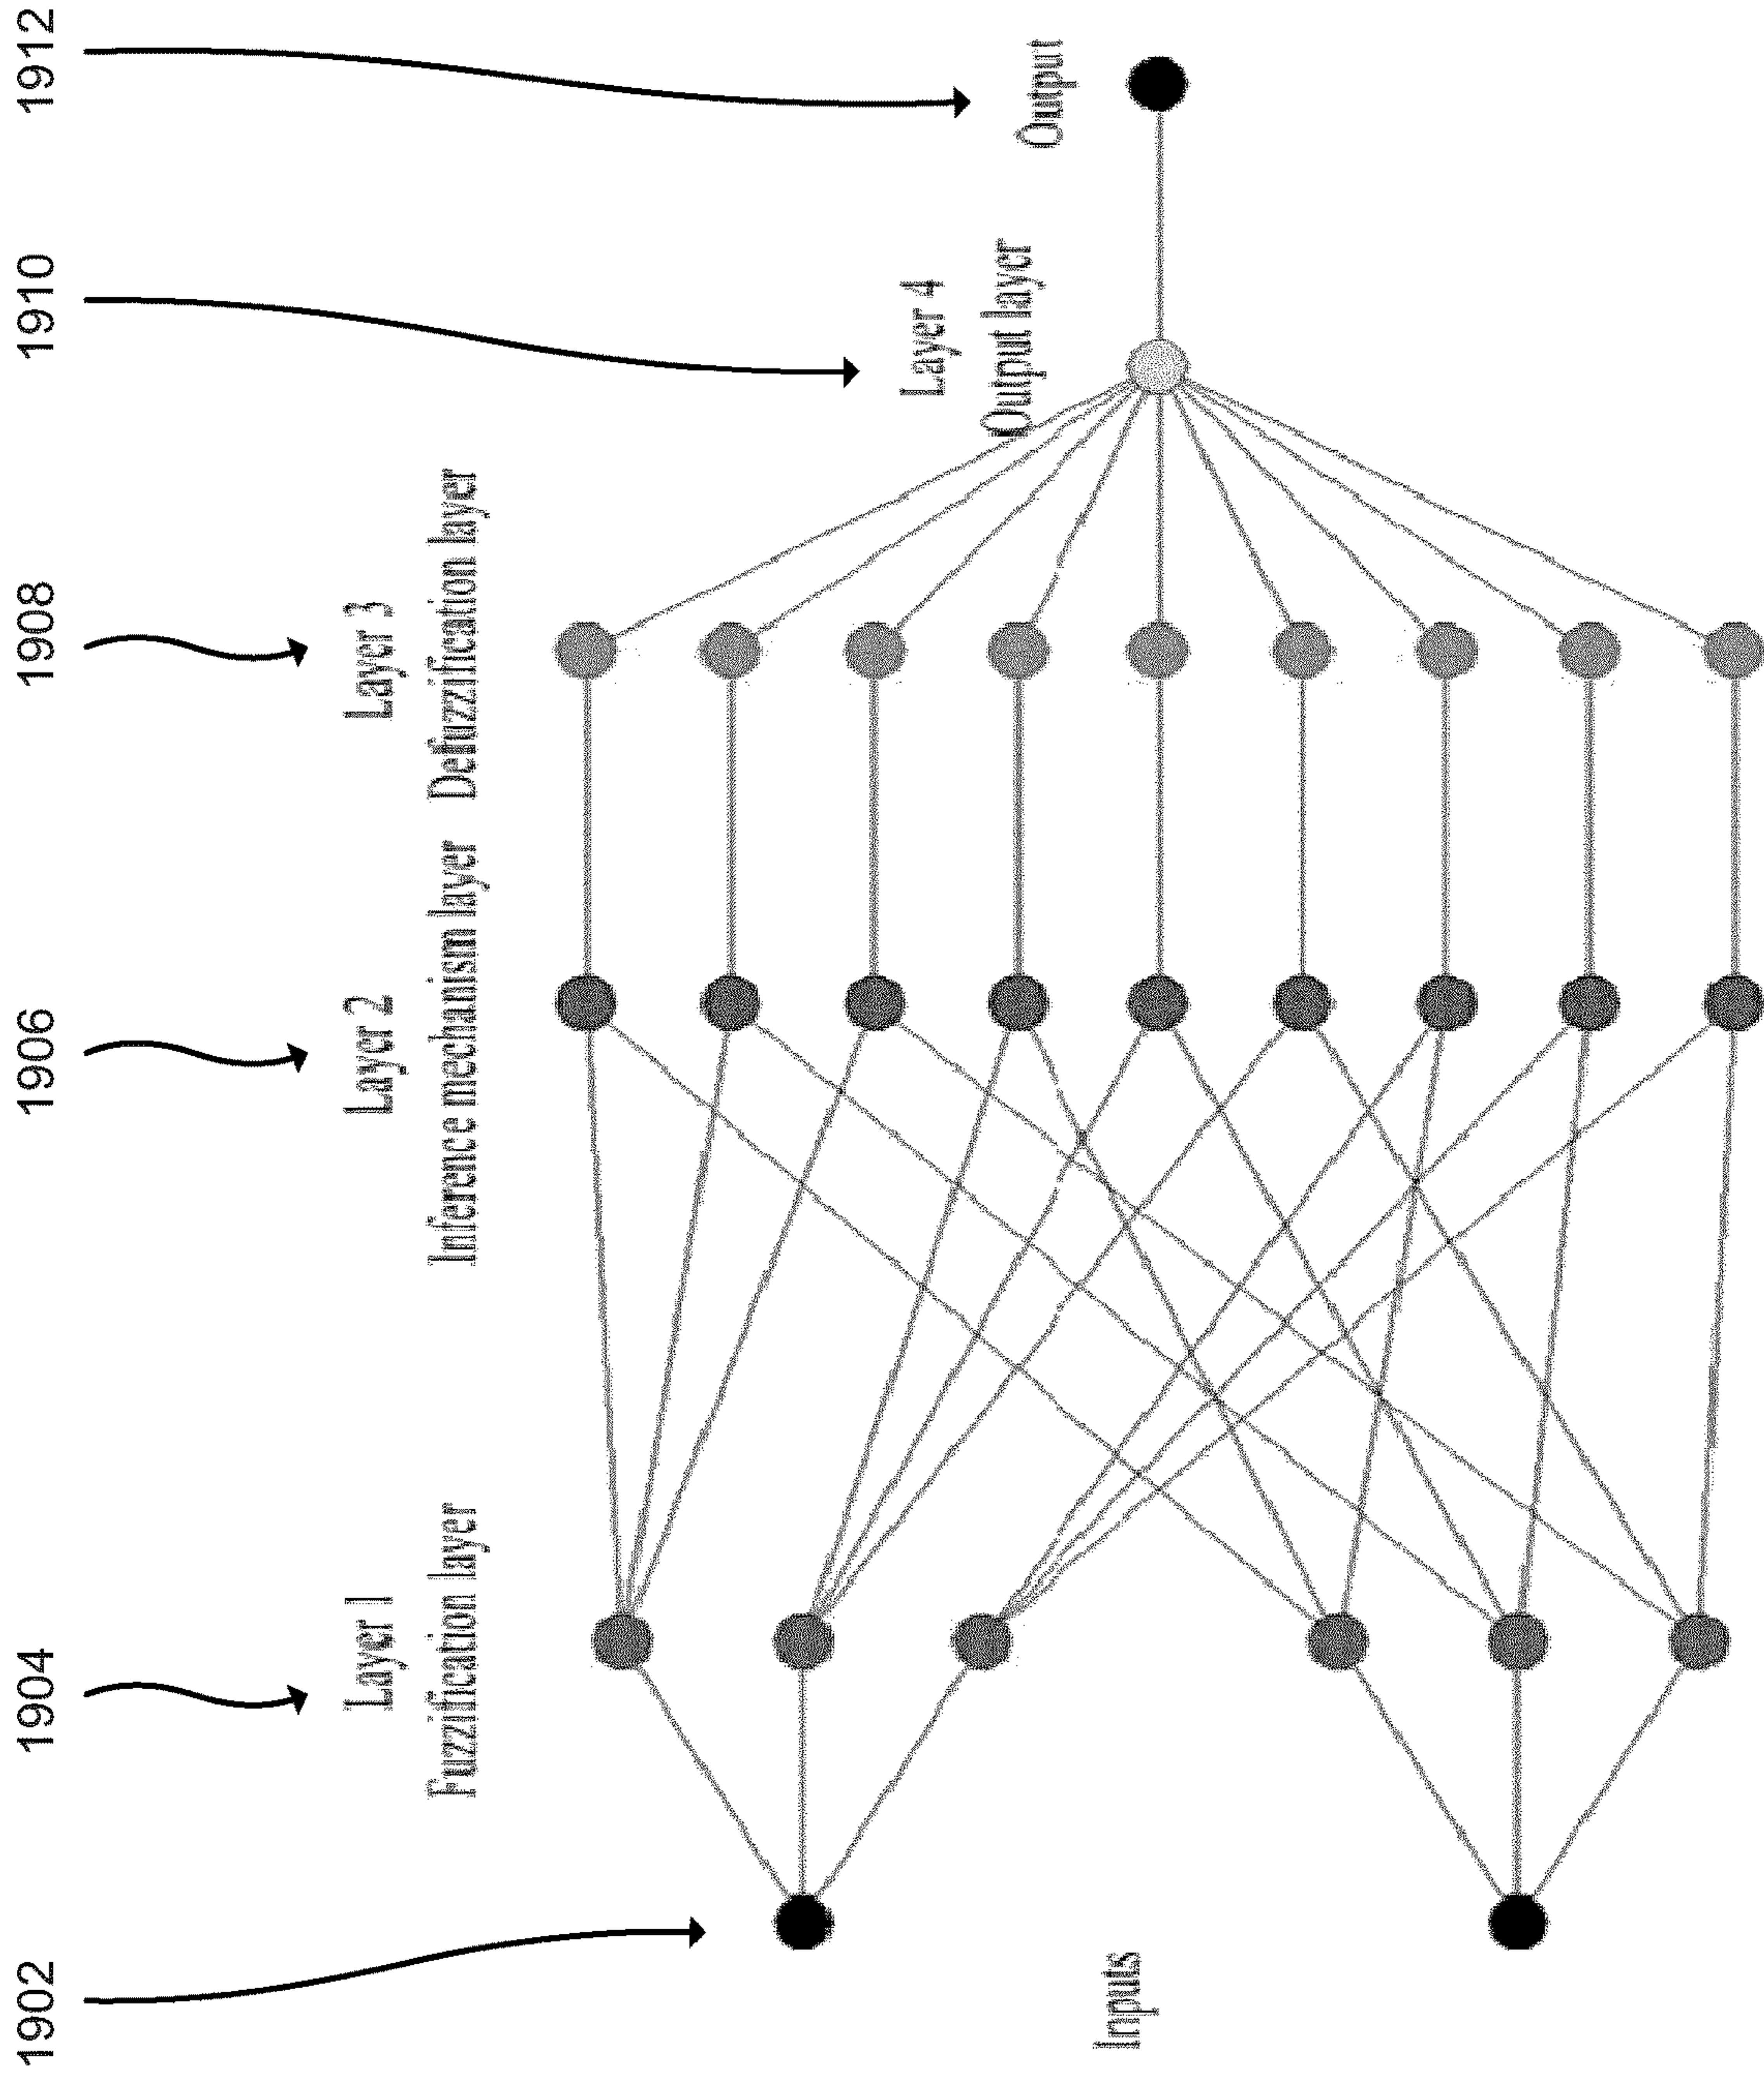 1902
1904
1906
1908
1910
1912
Layer 1
Fuzzification layer
Layer 2
Inference mechanism layer
Layer 3
Defuzzification layer
Layer 4
Output layer
Output
Inputs